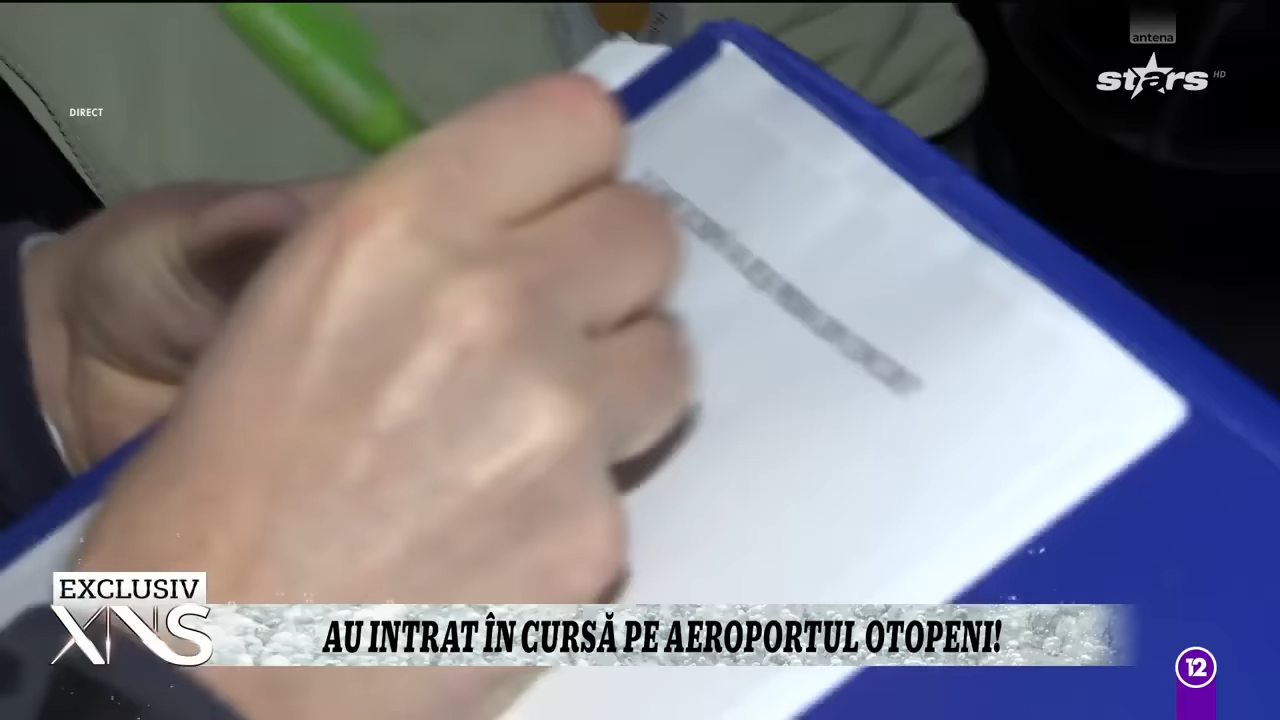 antena
stars HD
DIRECT
EXCLUSIV
XNS
AU INTRAT ÎN CURSĂ PE AEROPORTUL OTOPENI!
12